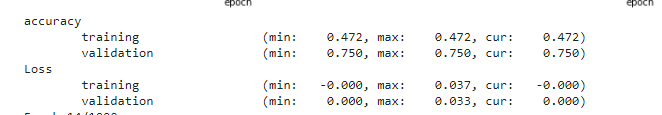 epoch epoch
accuracy
training (min: 0.472, max: 0.472, cur: 0.472)
validation (min: 0.750, max: 0.750, cur: 0.750)
Loss
training (min: -0.000, max: 0.037, cur: -0.000)
validation (min: 0.000, max: 0.033, cur: 0.000)